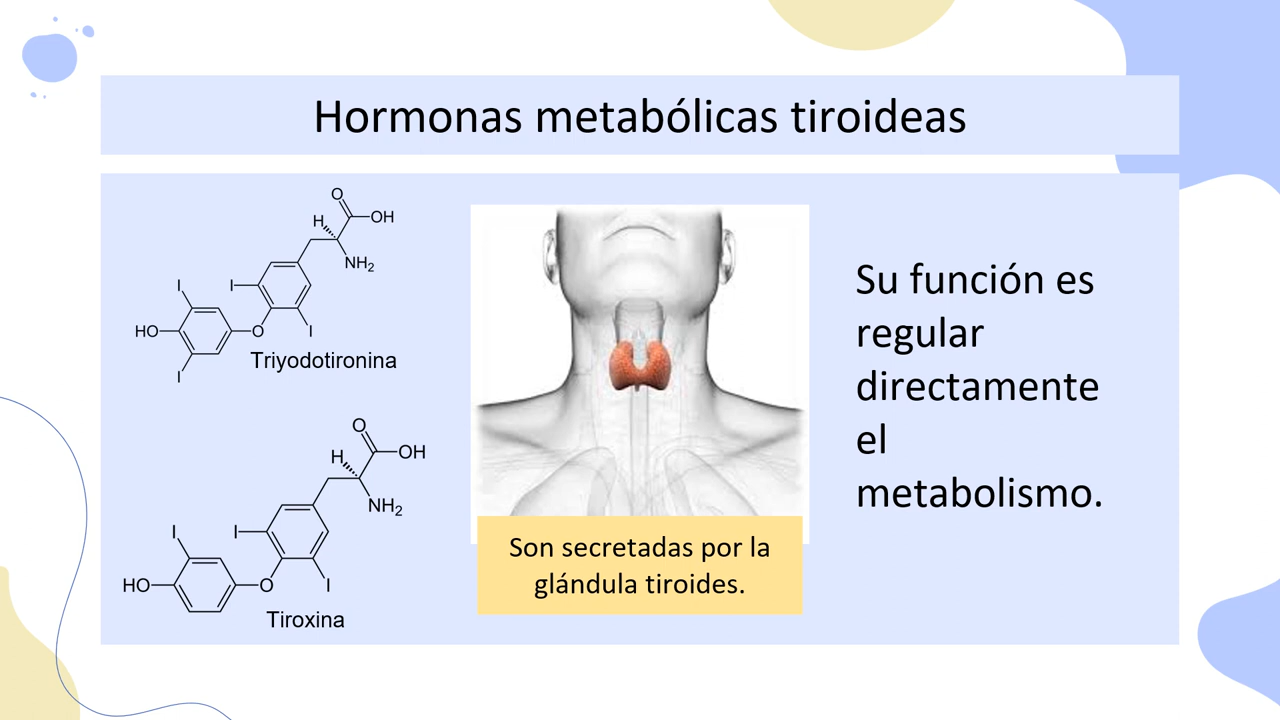 Hormonas metabólicas tiroideas
O
H
OH
NH2
I
I
I
HO
O
I
Triyodotironina
I
O
H
OH
NH2
I
I
HO
O
I
Tiroxina
Son secretadas por la
glándula tiroides.
Su función es
regular
directamente
el
metabolismo.